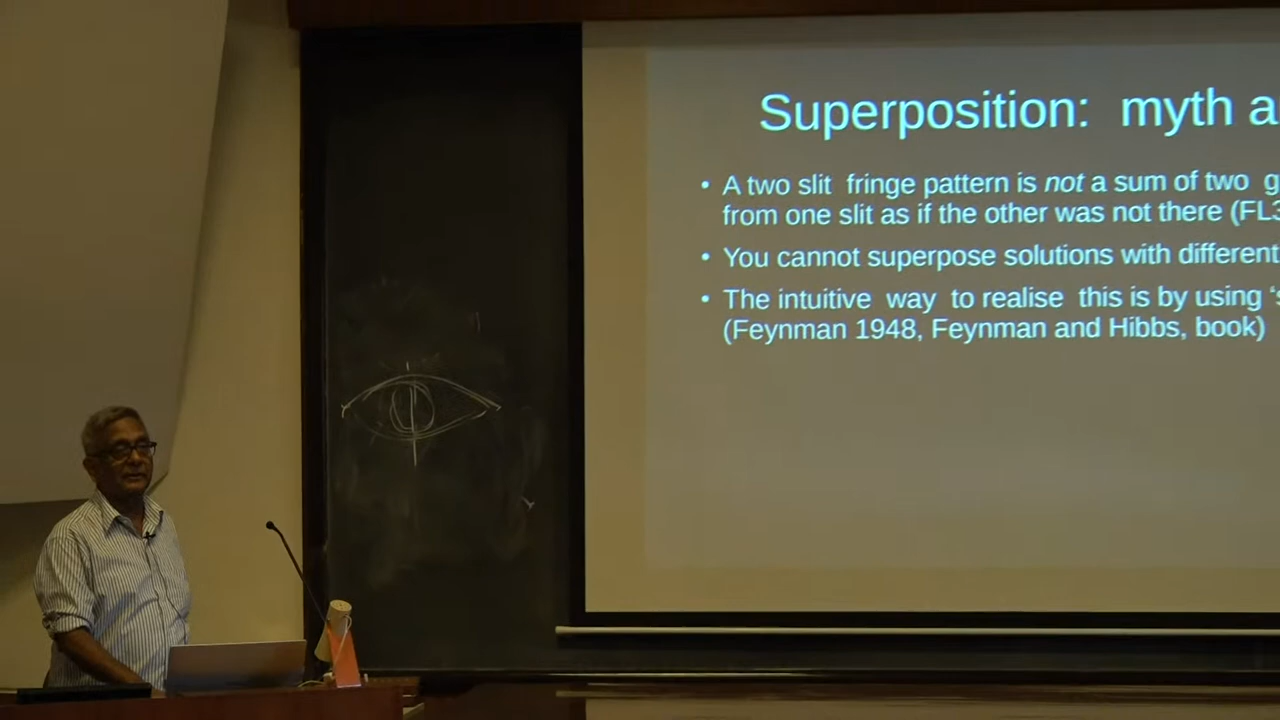 Superposition: myth a
• A two slit fringe pattern is not a sum of two g
from one slit as if the other was not there (FL3
• You cannot superpose solutions with different
• The intuitive way to realise this is by using ‘s
(Feynman 1948, Feynman and Hibbs, book)